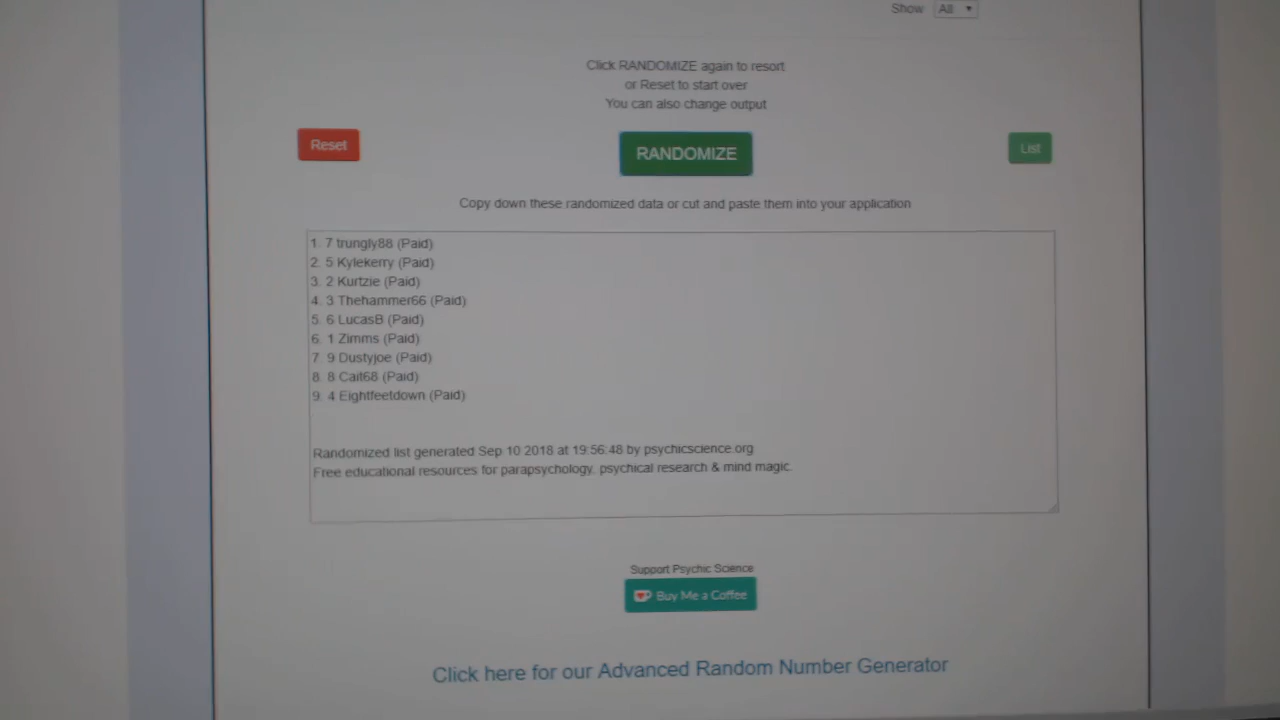 Show All
Click RANDOMIZE again to resort
or Reset to start over
You can also change output
Reset
RANDOMIZE
List
Copy down these randomized data or cut and paste them into your application
1. 7 trungly88 (Paid)
2. 5 Kylekerry (Paid)
3. 2 Kurtzie (Paid)
4. 3 Thehammer66 (Paid)
5. 6 LucasB (Paid)
6. 1 Zimms (Paid)
7. 9 Dustyjoe (Paid)
8. 8 Cait68 (Paid)
9. 4 Eightfeetdown (Paid)
Randomized list generated Sep 10 2018 at 19:56:48 by psychicscience.org
Free educational resources for parapsychology, psychical research & mind magic.
Support Psychic Science
Buy Me a Coffee
Click here for our Advanced Random Number Generator